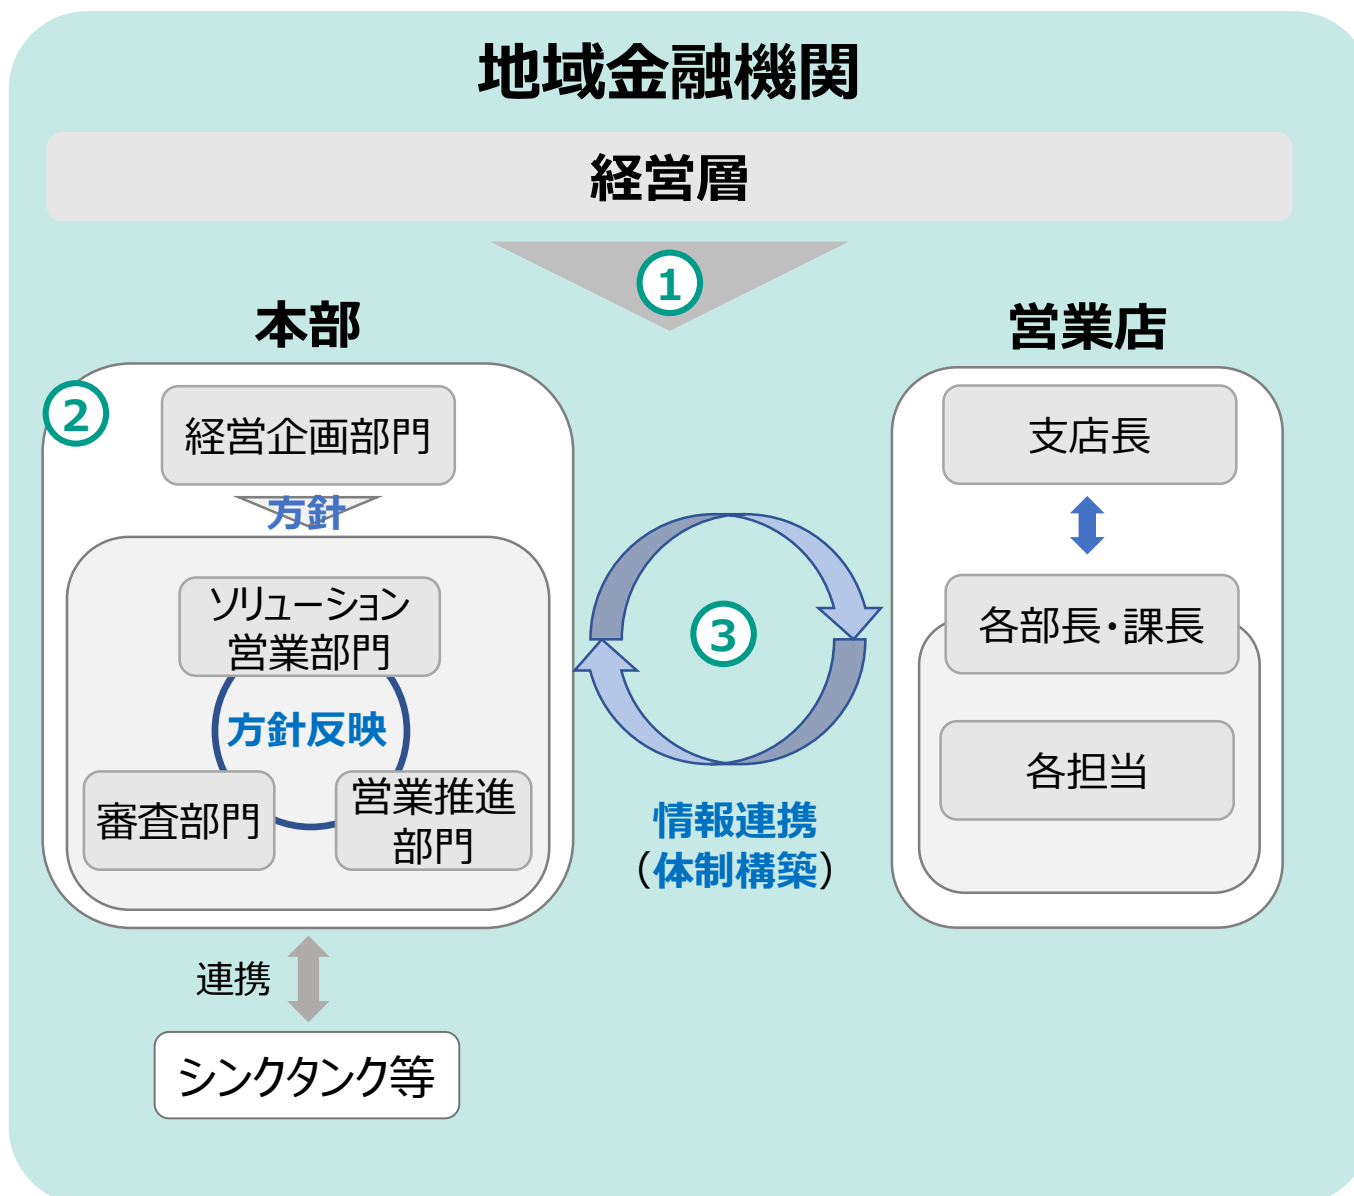 地域金融機関
経営層
1
本部
営業店
2
経営企画部門
方針
ソリューション
営業部門
方針反映
審査部門
営業推進
部門
連携
シンクタンク等
3
情報連携
（体制構築）
支店長
各部長・課長
各担当